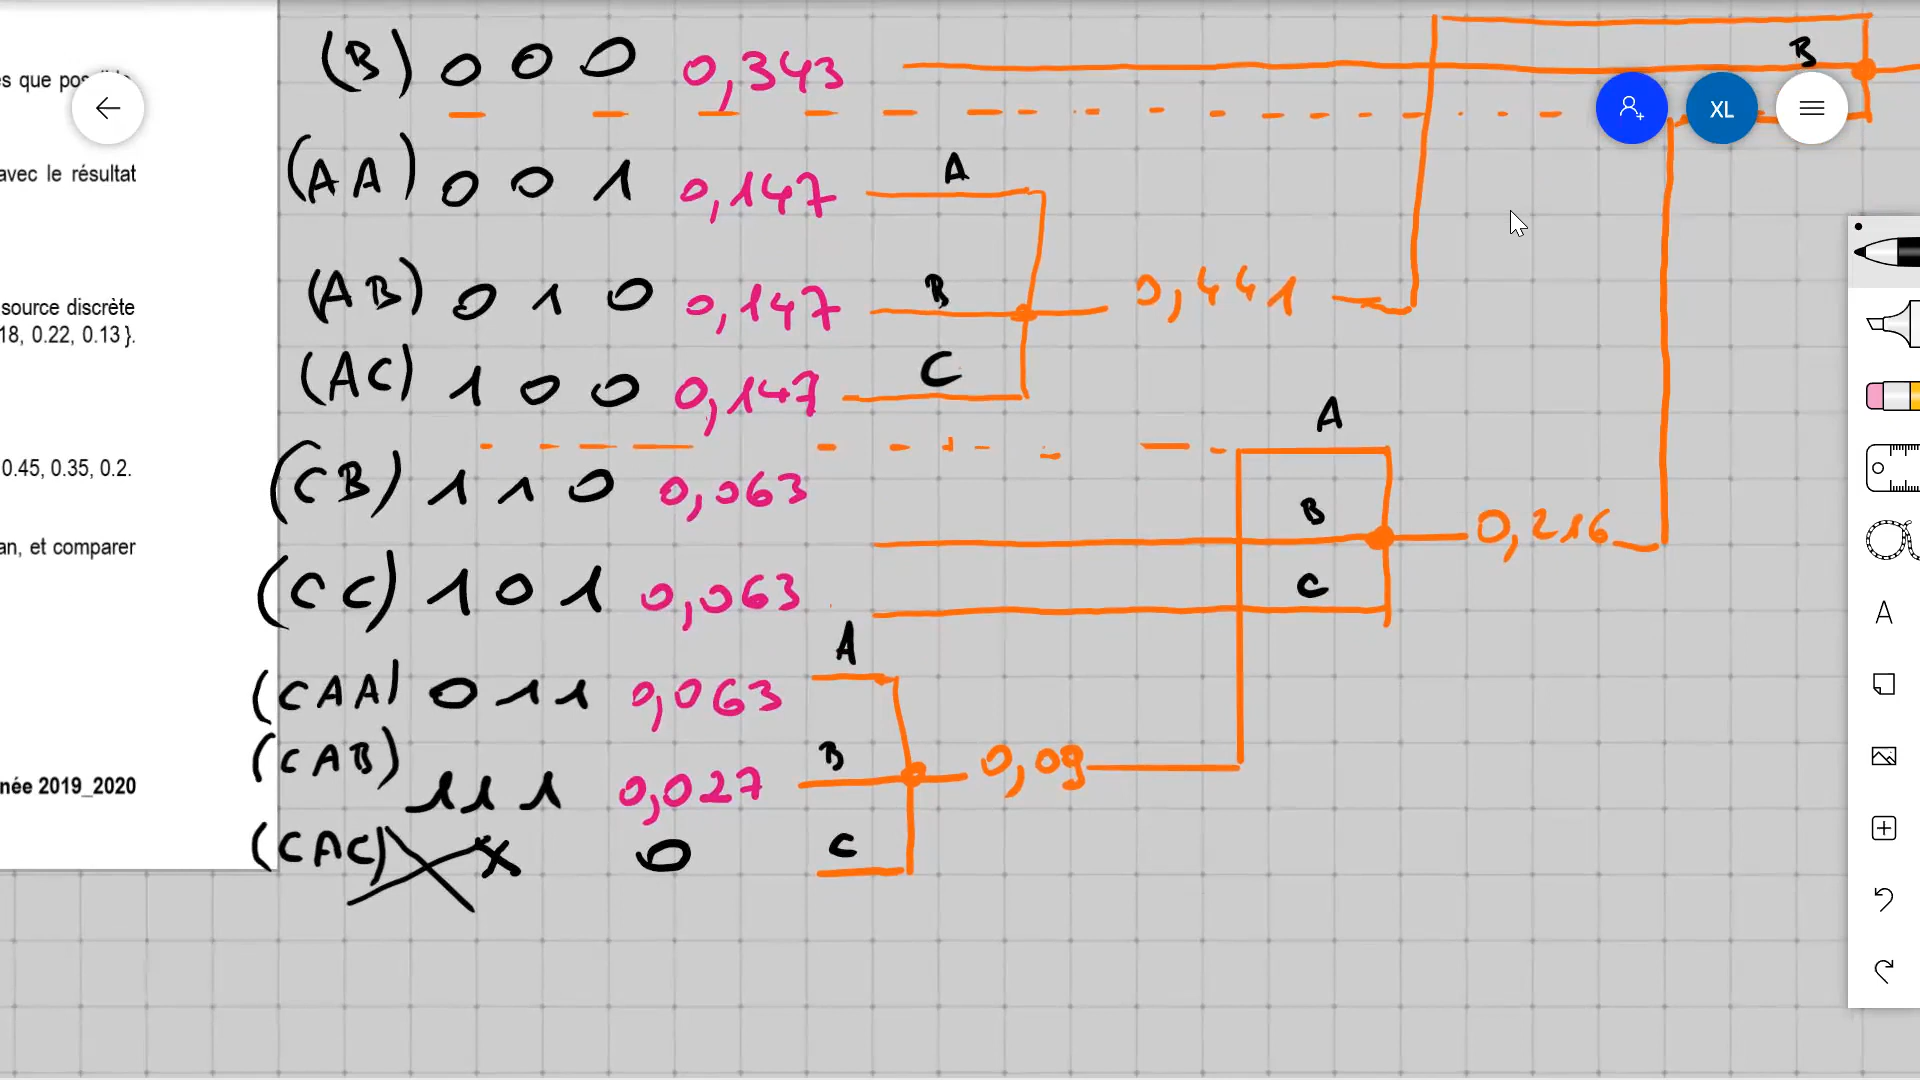 B
(B) 0 0 0 0,343
es que possible
XL
avec le résultat
(AA) 0 0 1 0,147 A
source discrète
18, 0.22, 0.13 }.
(AB) 0 1 0 0,147 B 0,441
(AC) 1 0 0 0,147 C
A
0.45, 0.35, 0.2.
(CB) 1 1 0 0,063 B 0,216
an, et comparer
(CC) 1 0 1 0,063 C
A
(CAA) 0 1 1 0,063 A
(CAB) 1 1 1 0,027 B 0,09
née 2019_2020
(CAC) x 0 C